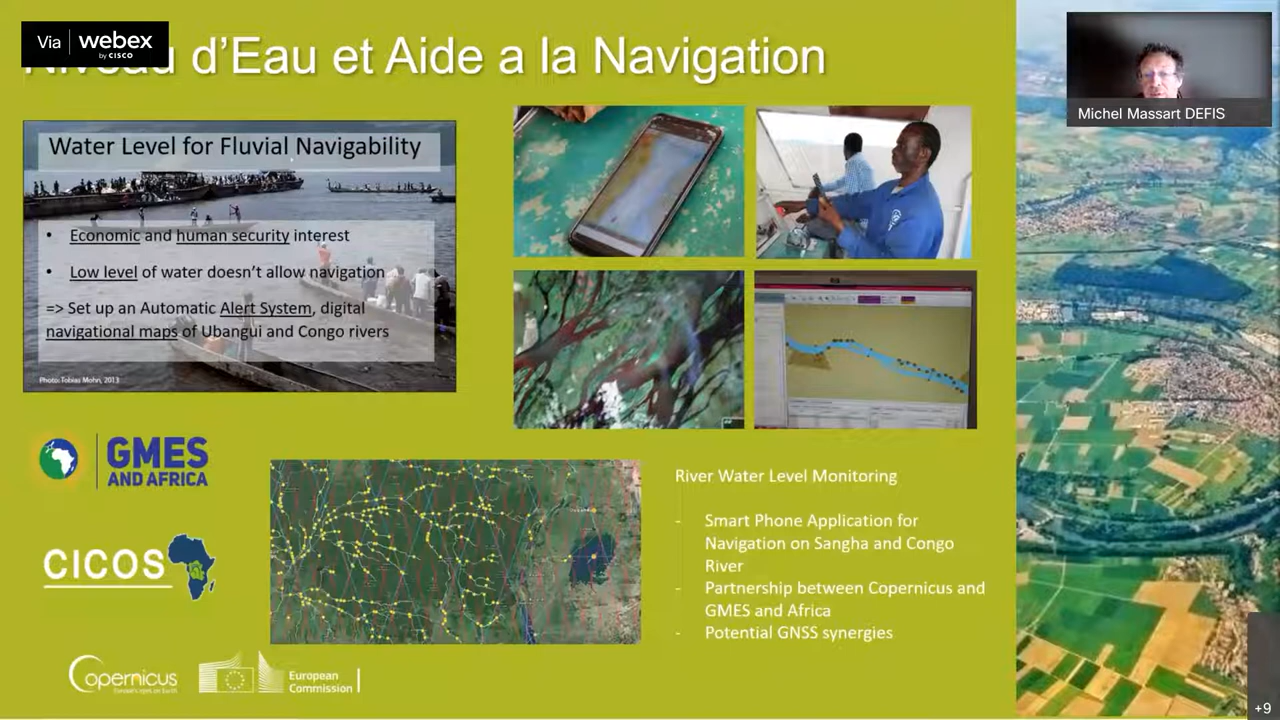 Via webex
by CISCO
d'Eau et Aide a la Navigation
Michel Massart DEFIS
Water Level for Fluvial Navigability
• Economic and human security interest
• Low level of water doesn't allow navigation
=> Set up an Automatic Alert System, digital
navigational maps of Ubangui and Congo rivers
Photo: Tobias Mohn, 2013
GMES
AND AFRICA
CICOS
River Water Level Monitoring
- Smart Phone Application for
Navigation on Sangha and Congo
River
- Partnership between Copernicus and
GMES and Africa
- Potential GNSS synergies
Copernicus
Europe's eyes on Earth
European
Commission
+9